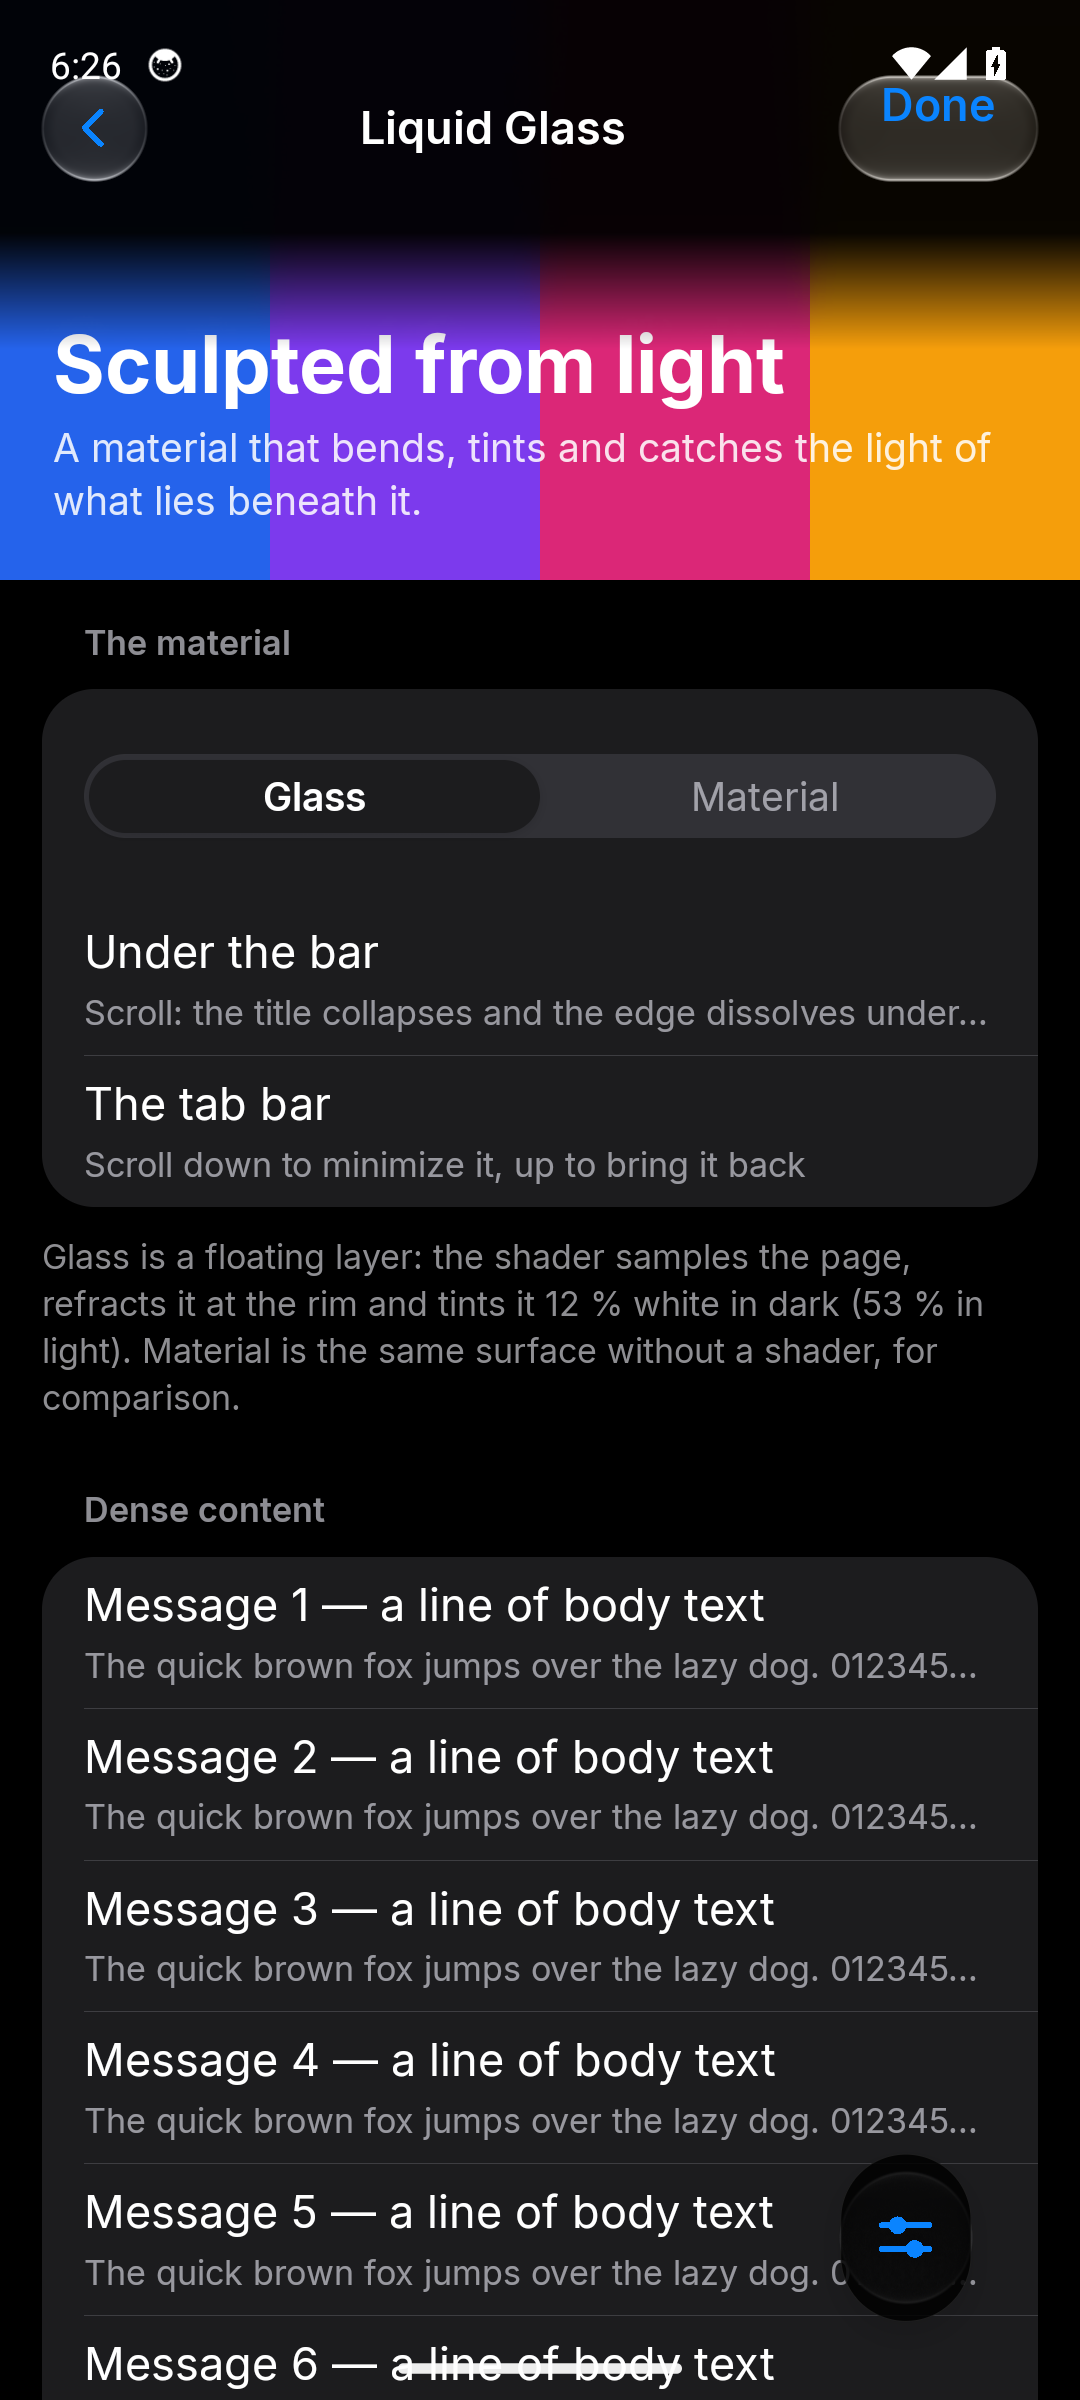 6:26
Liquid Glass
Done
Sculpted from light
A material that bends, tints and catches the light of
what lies beneath it.
The material
Glass
Material
Under the bar
Scroll: the title collapses and the edge dissolves under...
The tab bar
Scroll down to minimize it, up to bring it back
Glass is a floating layer: the shader samples the page,
refracts it at the rim and tints it 12 % white in dark (53 % in
light). Material is the same surface without a shader, for
comparison.
Dense content
Message 1 — a line of body text
The quick brown fox jumps over the lazy dog. 012345...
Message 2 — a line of body text
The quick brown fox jumps over the lazy dog. 012345...
Message 3 — a line of body text
The quick brown fox jumps over the lazy dog. 012345...
Message 4 — a line of body text
The quick brown fox jumps over the lazy dog. 012345...
Message 5 — a line of body text
The quick brown fox jumps over the lazy dog.
Message 6 — a line of body text